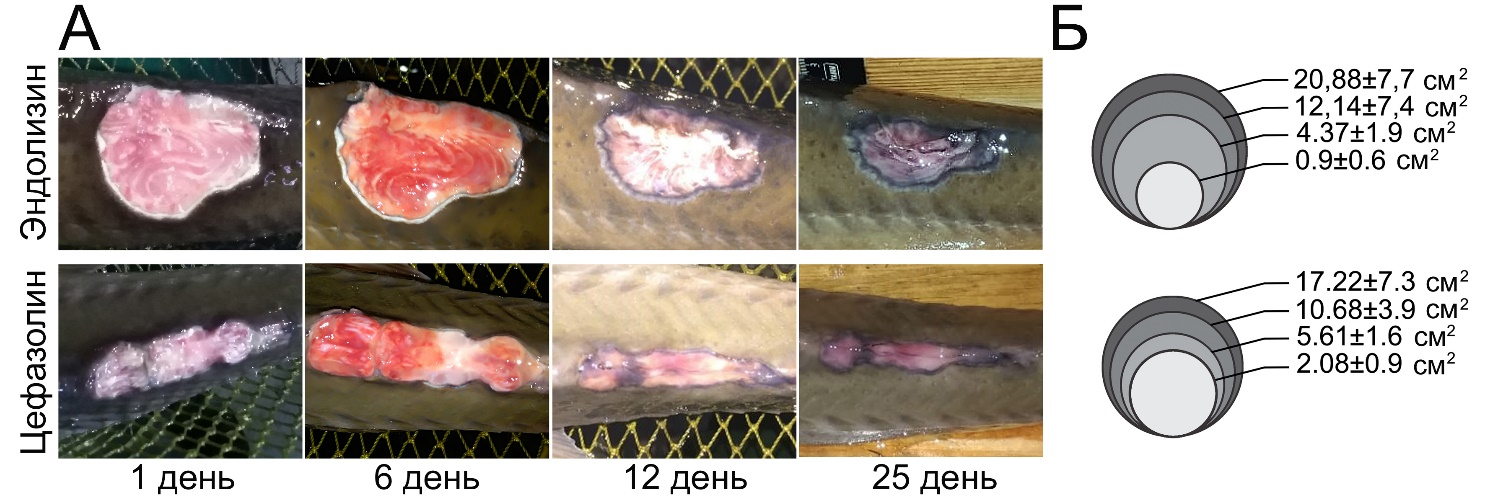 А
Б
Эндолизин
20,88±7,7 см²
12,14±7,4 см²
4.37±1.9 см²
0.9±0.6 см²
Цефазолин
17.22±7.3 см²
10.68±3.9 см²
5.61±1.6 см²
2.08±0.9 см²
1 день
6 день
12 день
25 день